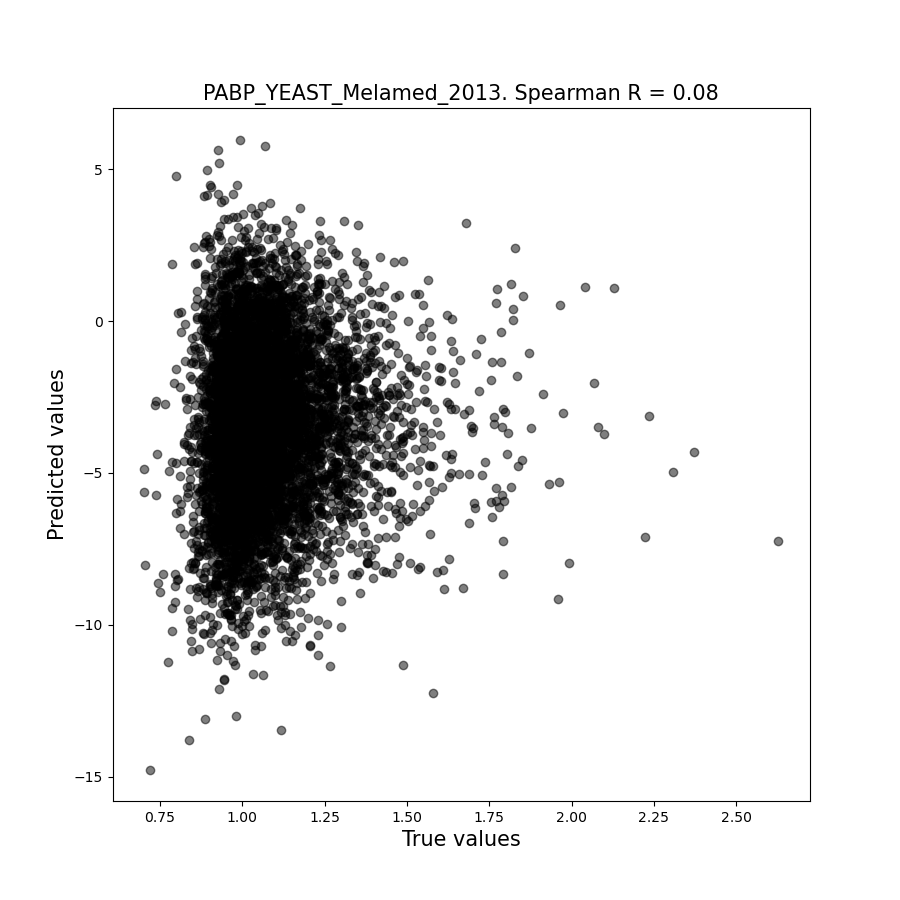 PABP_YEAST_Melamed_2013. Spearman R = 0.08
Predicted values
5
0
−5
−10
−15
0.75 1.00 1.25 1.50 1.75 2.00 2.25 2.50
True values